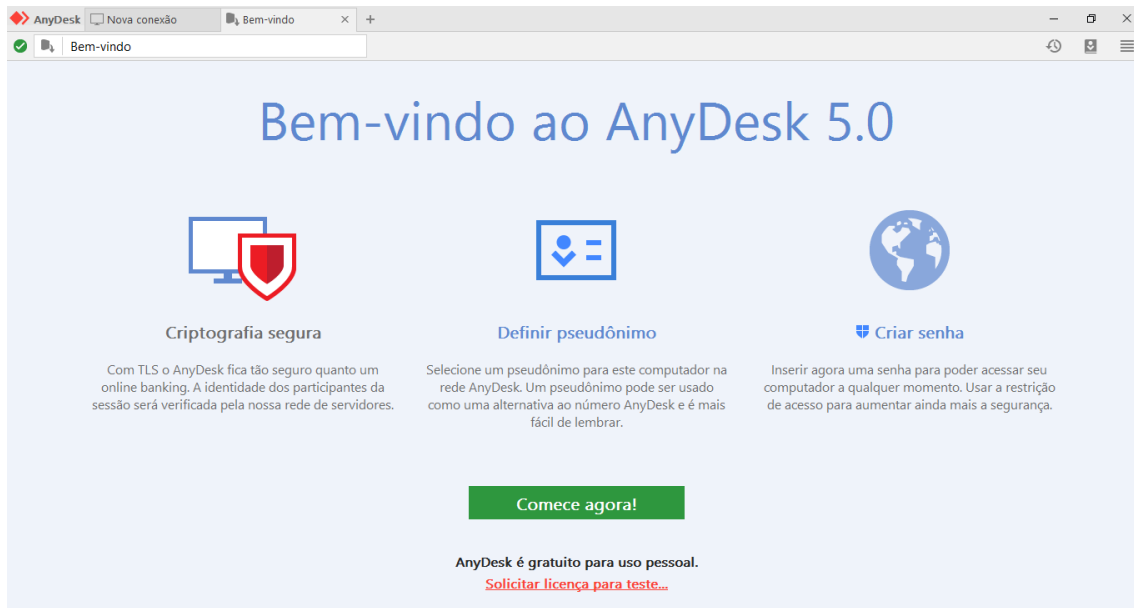 AnyDesk Nova conexão Bem-vindo
Bem-vindo
Bem-vindo ao AnyDesk 5.0
Criptografia segura
Com TLS o AnyDesk fica tão seguro quanto um
online banking. A identidade dos participantes da
sessão será verificada pela nossa rede de servidores.
Definir pseudônimo
Selecione um pseudônimo para este computador na
rede AnyDesk. Um pseudônimo pode ser usado
como uma alternativa ao número AnyDesk e é mais
fácil de lembrar.
Criar senha
Inserir agora uma senha para poder acessar seu
computador a qualquer momento. Usar a restrição
de acesso para aumentar ainda mais a segurança.
Comece agora!
AnyDesk é gratuito para uso pessoal.
Solicitar licença para teste...